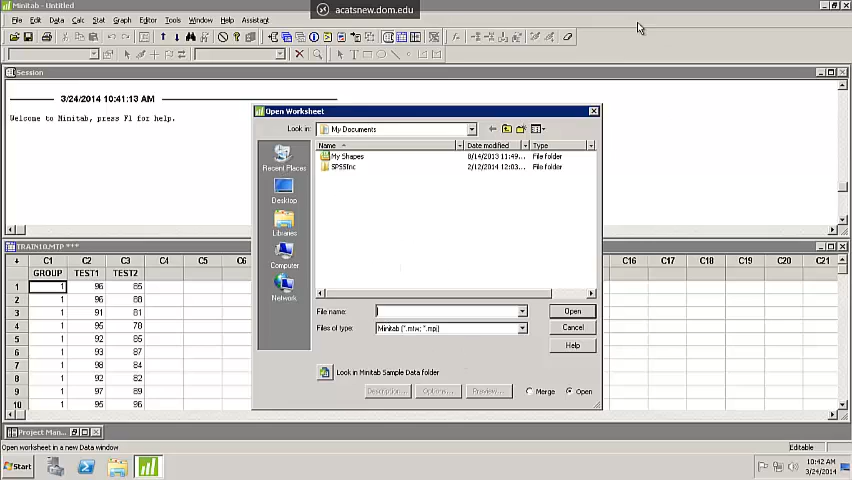 Minitab - Untitled
acatsnew.dom.edu
File Edit Data Calc Stat Graph Editor Tools Window Help Assistant
Session
3/24/2014 10:41:13 AM
Welcome to Minitab, press F1 for help.
Open Worksheet
Look in: My Documents
Name Date modified Type
My Shapes 8/14/2013 11:49... File folder
SPSSInc 2/12/2014 12:03... File folder
Recent Places
Desktop
Libraries
Computer
Network
File name: Open
Files of type: Minitab (*.mtw; *.mpj) Cancel
Help
Look in Minitab Sample Data folder
Description... Options... Preview... Merge Open
TRAIN10.MTP ***
C1 C2 C3 C4 C5 C6 C16 C17 C18 C19 C20 C21
GROUP TEST1 TEST2
1 1 96 85
2 1 96 88
3 1 91 81
4 1 95 78
5 1 92 85
6 1 93 87
7 1 98 84
8 1 92 82
9 1 97 89
10 1 95 96
Project Man...
Open worksheet in a new Data window Editable
Start 10:42 AM
3/24/2014